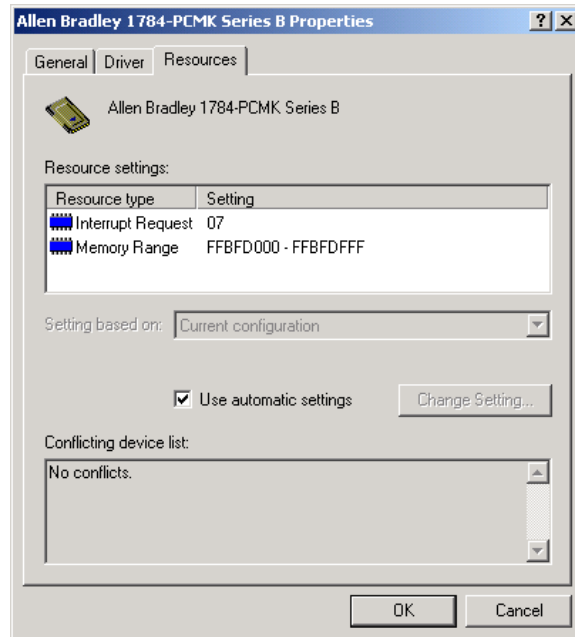 Allen Bradley 1784-PCMK Series B Properties
General Driver Resources
Allen Bradley 1784-PCMK Series B
Resource settings:
Resource type Setting
Interrupt Request 07
Memory Range FFBFD000 - FFBFDFFF
Setting based on: Current configuration
Use automatic settings Change Setting...
Conflicting device list:
No conflicts.
OK Cancel